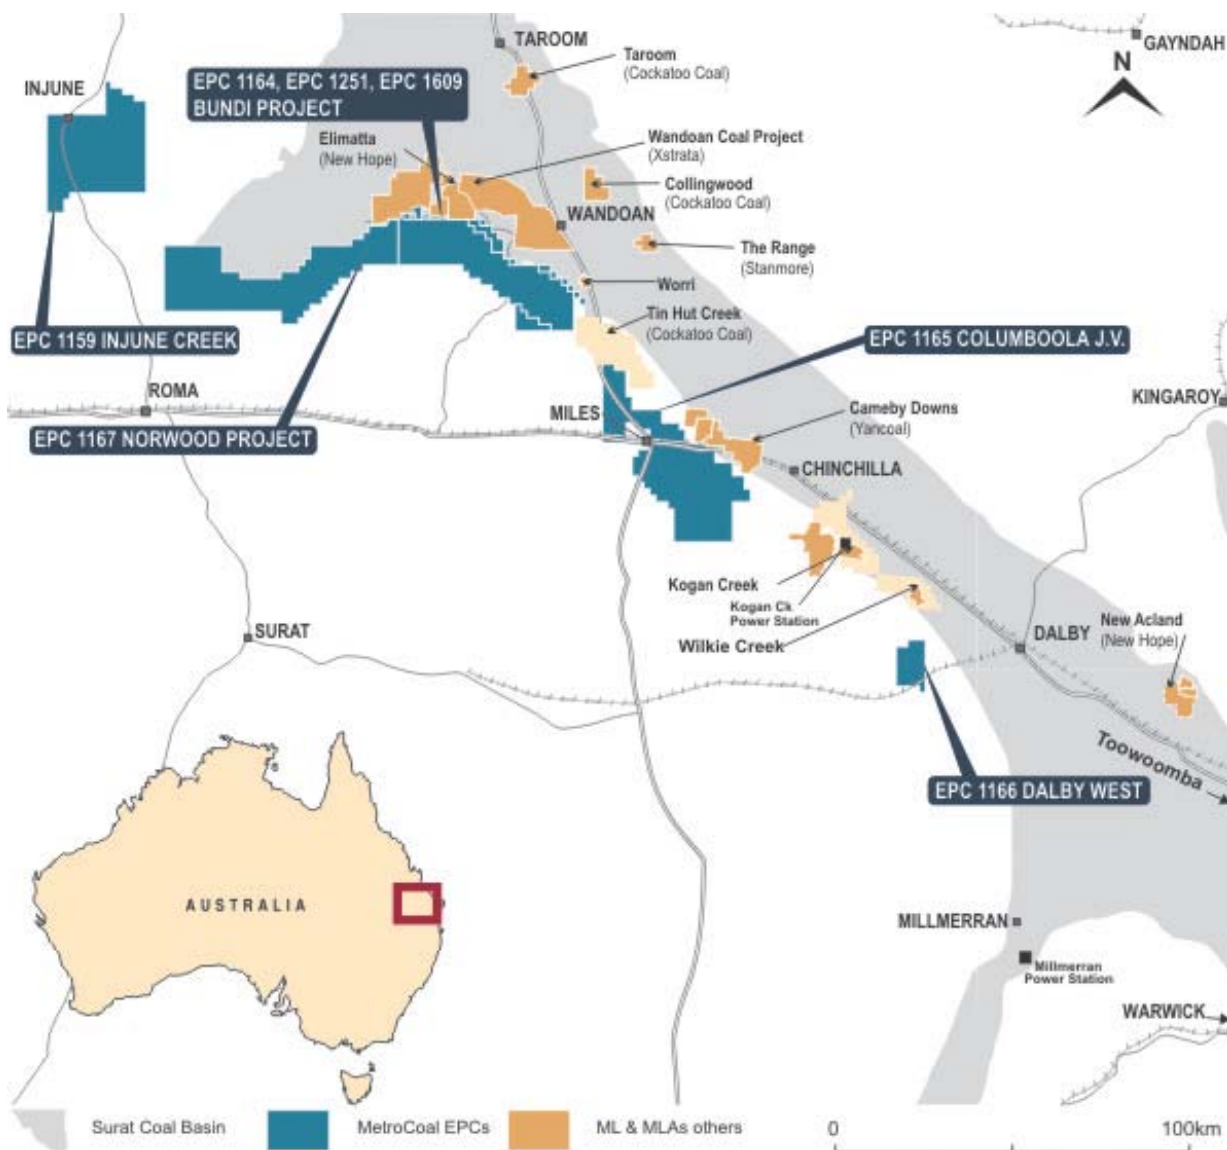 TAROOM
GAYNDAH
Taroom
(Cockatoo Coal)
N
INJUNE
EPC 1164, EPC 1251, EPC 1609
BUNDI PROJECT
Elimatta
(New Hope)
Wandoan Coal Project
(Xstrata)
Collingwood
(Cockatoo Coal)
WANDOAN
The Range
(Stanmore)
Worri
Tin Hut Creek
(Cockatoo Coal)
EPC 1159 INJUNE CREEK
EPC 1165 COLUMBOOLA J.V.
ROMA
KINGAROY
MILES
Cameby Downs
(Yancoal)
EPC 1167 NORWOOD PROJECT
CHINCHILLA
Kogan Creek
Kogan Ck
Power Station
Wilkie Creek
SURAT
DALBY
New Acland
(New Hope)
Toowoomba
EPC 1166 DALBY WEST
AUSTRALIA
MILLMERRAN
Millmerran
Power Station
WARWICK
Surat Coal Basin
MetroCoal EPCs
ML & MLAs others
0
100km